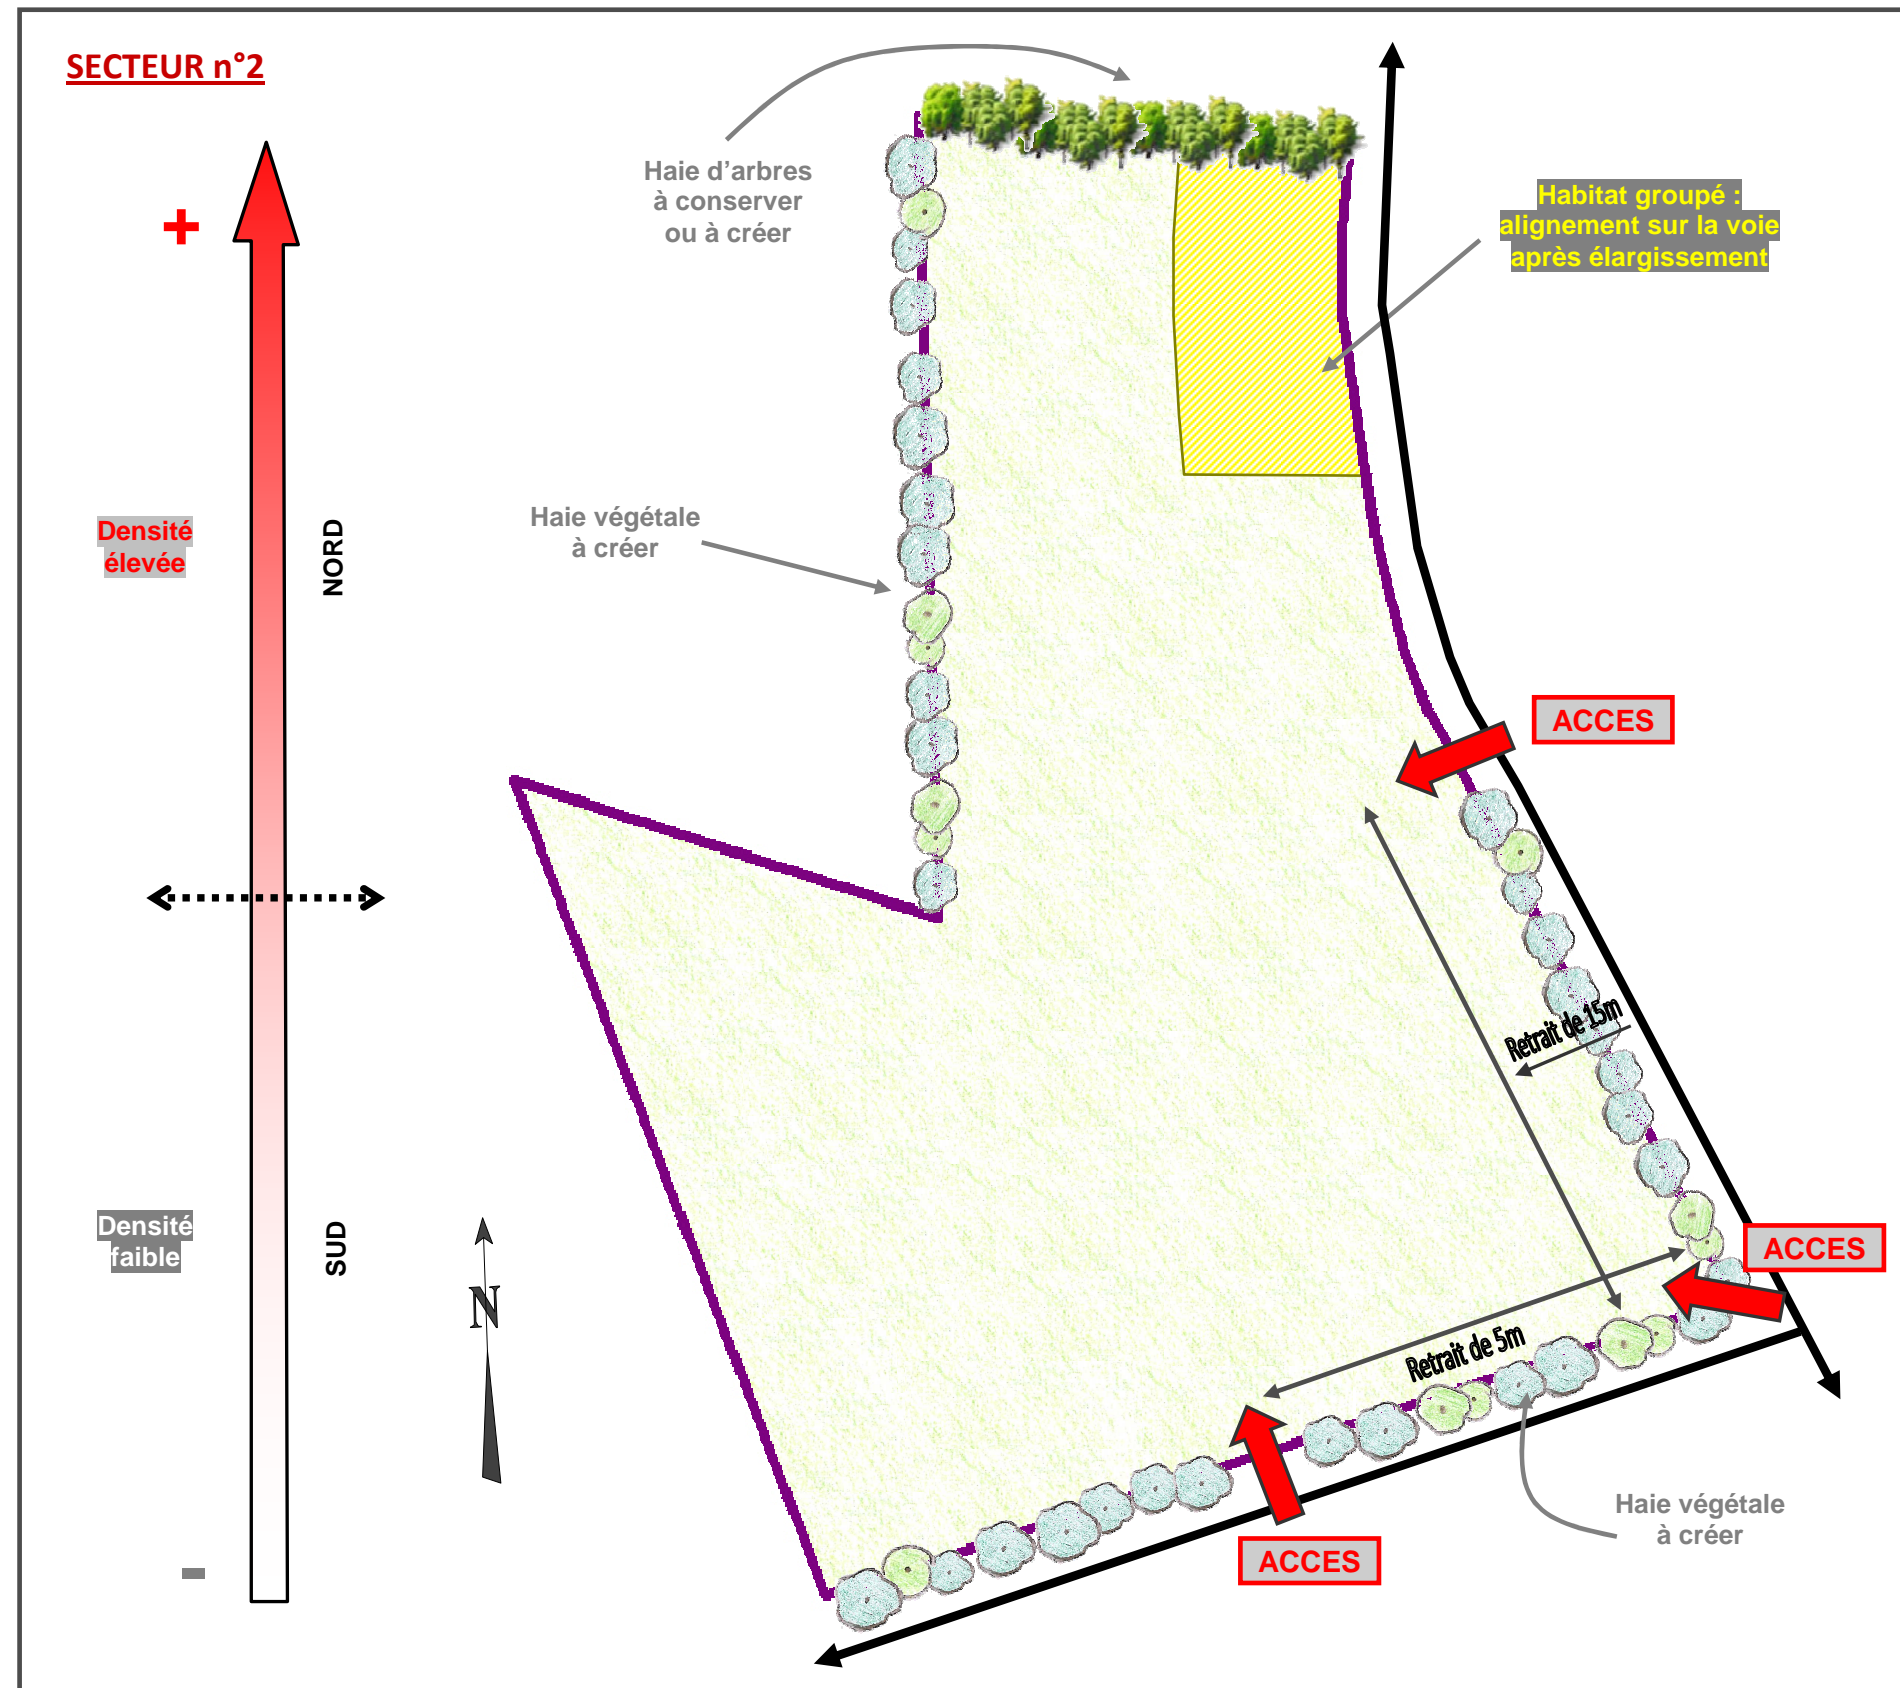 SECTEUR n°2
Haie d'arbres
à conserver
ou à créer
+
Habitat groupé :
alignement sur la voie
après élargissement
Haie végétale
à créer
Densité
élevée
NORD
ACCES
Retrait de 15m
Densité
faible
SUD
ACCES
N
Retrait de 5m
Haie végétale
à créer
ACCES
-